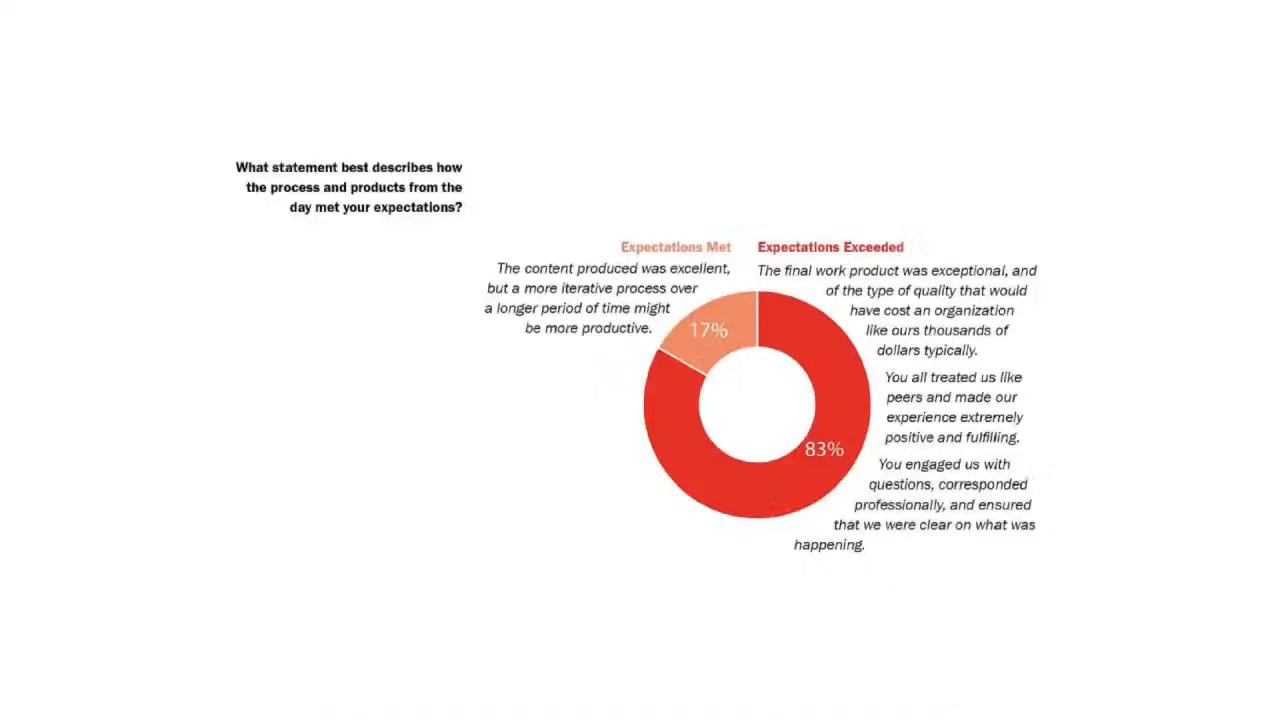 What statement best describes how
the process and products from the
day met your expectations?
Expectations Met
The content produced was excellent,
but a more iterative process over
a longer period of time might
be more productive.
17%
Expectations Exceeded
The final work product was exceptional, and
of the type of quality that would
have cost an organization
like ours thousands of
dollars typically.
You all treated us like
peers and made our
experience extremely
positive and fulfilling.
83%
You engaged us with
questions, corresponded
professionally, and ensured
that we were clear on what was
happening.